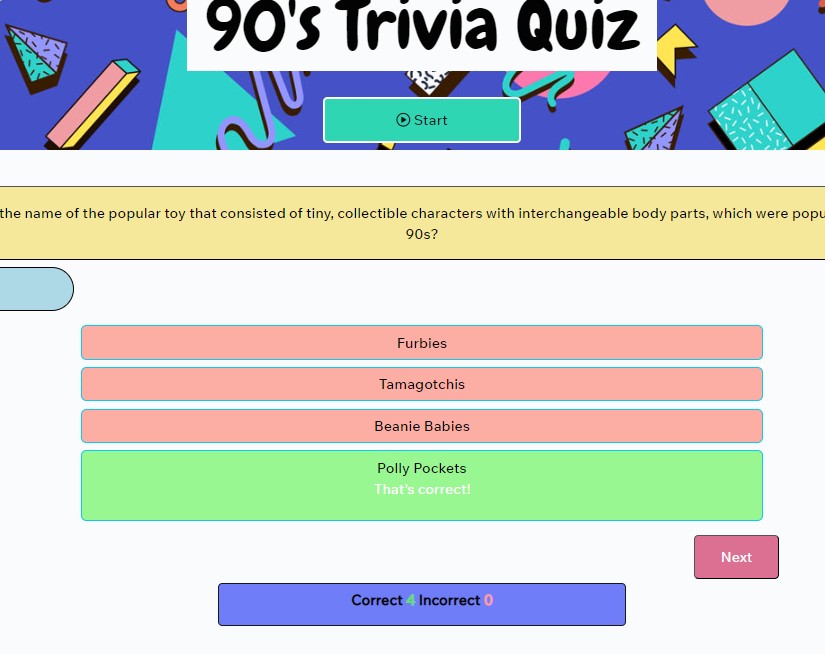 90's Trivia Quiz
Start
the name of the popular toy that consisted of tiny, collectible characters with interchangeable body parts, which were popu
90s?
Furbies
Tamagotchis
Beanie Babies
Polly Pockets
That's correct!
Next
Correct 4 Incorrect 0